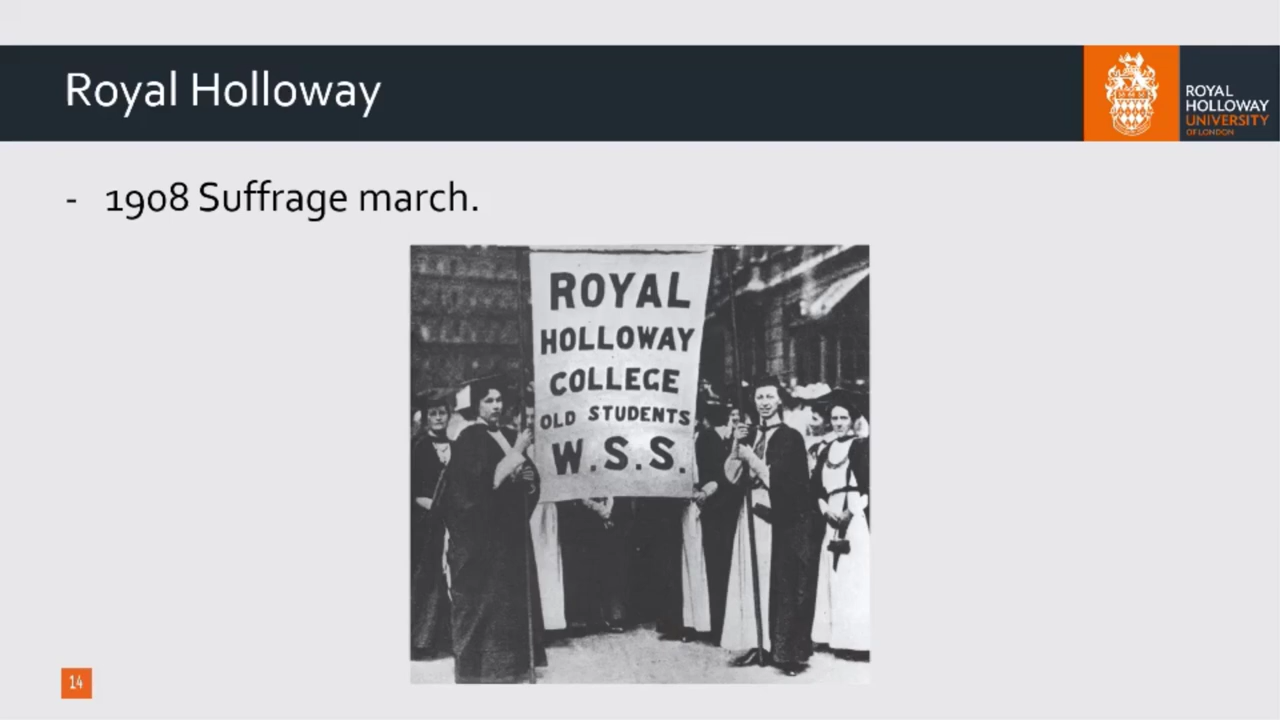 Royal Holloway
ROYAL
HOLLOWAY
UNIVERSITY
OF LONDON
- 1908 Suffrage march.
ROYAL
HOLLOWAY
COLLEGE
OLD STUDENTS
W.S.S.
14